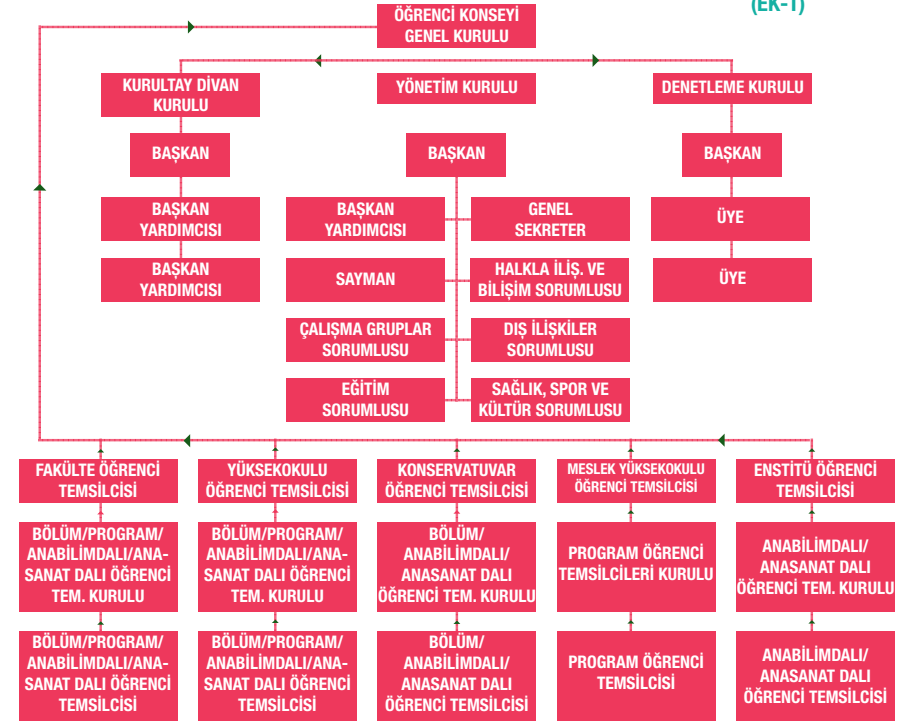 (EK-1)
ÖĞRENCİ KONSEYİ
GENEL KURULU
KURULTAY DİVAN
KURULU
YÖNETİM KURULU
DENETLEME KURULU
BAŞKAN
BAŞKAN
BAŞKAN
BAŞKAN
YARDIMCISI
BAŞKAN
YARDIMCISI
GENEL
SEKRETER
ÜYE
BAŞKAN
YARDIMCISI
SAYMAN
HALKLA İLİŞ. VE
BİLİŞİM SORUMLUSU
ÜYE
ÇALIŞMA GRUPLAR
SORUMLUSU
DIŞ İLİŞKİLER
SORUMLUSU
EĞİTİM
SORUMLUSU
SAĞLIK, SPOR VE
KÜLTÜR SORUMLUSU
FAKÜLTE ÖĞRENCİ
TEMSİLCİSİ
YÜKSEKOKULU
ÖĞRENCİ TEMSİLCİSİ
KONSERVATUVAR
ÖĞRENCİ TEMSİLCİSİ
MESLEK YÜKSEKOKULU
ÖĞRENCİ TEMSİLCİSİ
ENSTİTÜ ÖĞRENCİ
TEMSİLCİSİ
BÖLÜM/PROGRAM/
ANABİLİMDALI/ANA-
SANAT DALI ÖĞRENCİ
TEM. KURULU
BÖLÜM/PROGRAM/
ANABİLİMDALI/ANA-
SANAT DALI ÖĞRENCİ
TEM. KURULU
BÖLÜM/
ANABİLİMDALI/
ANASANAT DALI
ÖĞRENCİ TEM. KURULU
PROGRAM ÖĞRENCİ
TEMSİLCİLERİ KURULU
ANABİLİMDALI/
ANASANAT DALI
ÖĞRENCİ TEM. KURULU
BÖLÜM/PROGRAM/
ANABİLİMDALI/ANA-
SANAT DALI ÖĞRENCİ
TEMSİLCİSİ
BÖLÜM/PROGRAM/
ANABİLİMDALI/ANA-
SANAT DALI ÖĞRENCİ
TEMSİLCİSİ
BÖLÜM/
ANABİLİMDALI/
ANASANAT DALI
ÖĞRENCİ TEMSİLCİSİ
PROGRAM ÖĞRENCİ
TEMSİLCİSİ
ANABİLİMDALI/
ANASANAT DALI
ÖĞRENCİ TEMSİLCİSİ